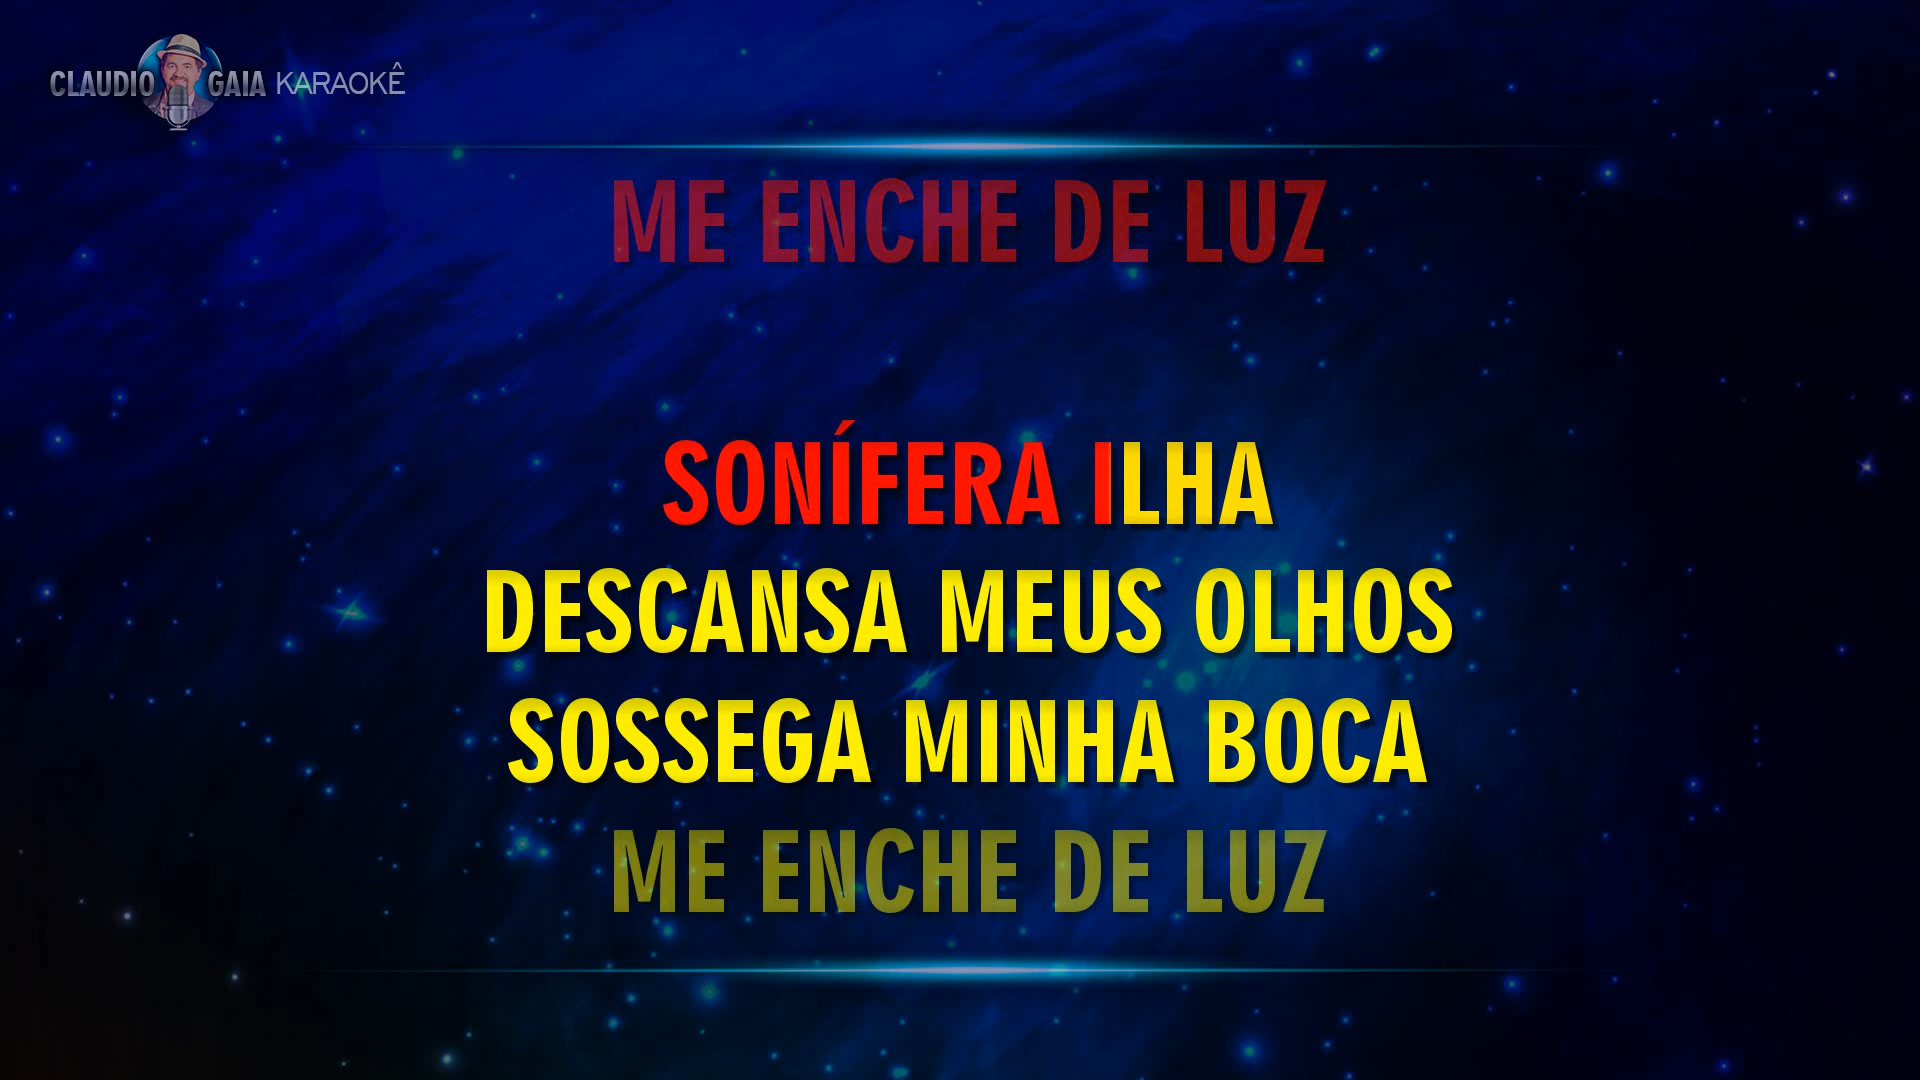 CLAUDIO GAIA KARAOKÊ
ME ENCHE DE LUZ
SONÍFERA ILHA
DESCANSA MEUS OLHOS
SOSSEGA MINHA BOCA
ME ENCHE DE LUZ